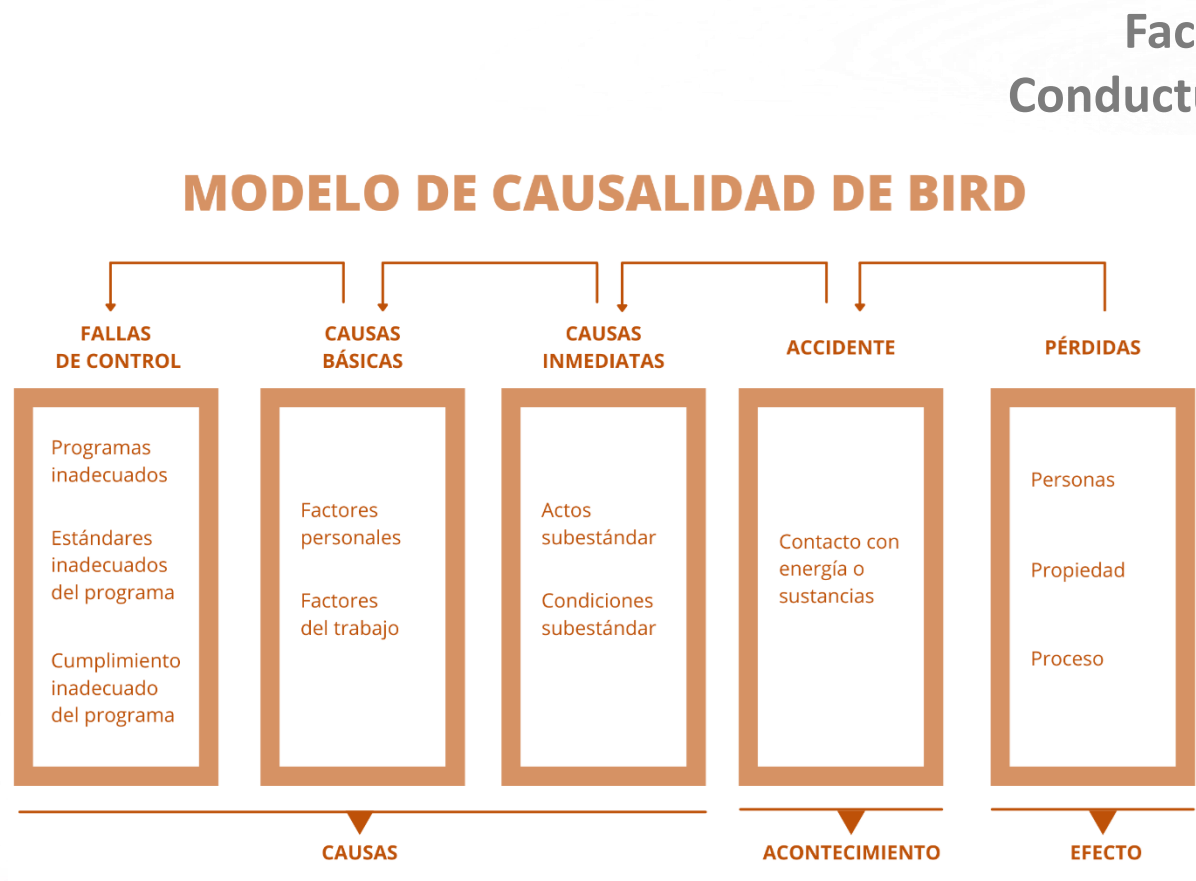 Fac
Conductu
MODELO DE CAUSALIDAD DE BIRD
FALLAS
DE CONTROL
CAUSAS
BÁSICAS
CAUSAS
INMEDIATAS
ACCIDENTE
PÉRDIDAS
Programas
inadecuados
Estándares
inadecuados
del programa
Cumplimiento
inadecuado
del programa
Factores
personales
Factores
del trabajo
Actos
subestándar
Condiciones
subestándar
Contacto con
energía o
sustancias
Personas
Propiedad
Proceso
CAUSAS
ACONTECIMIENTO
EFECTO